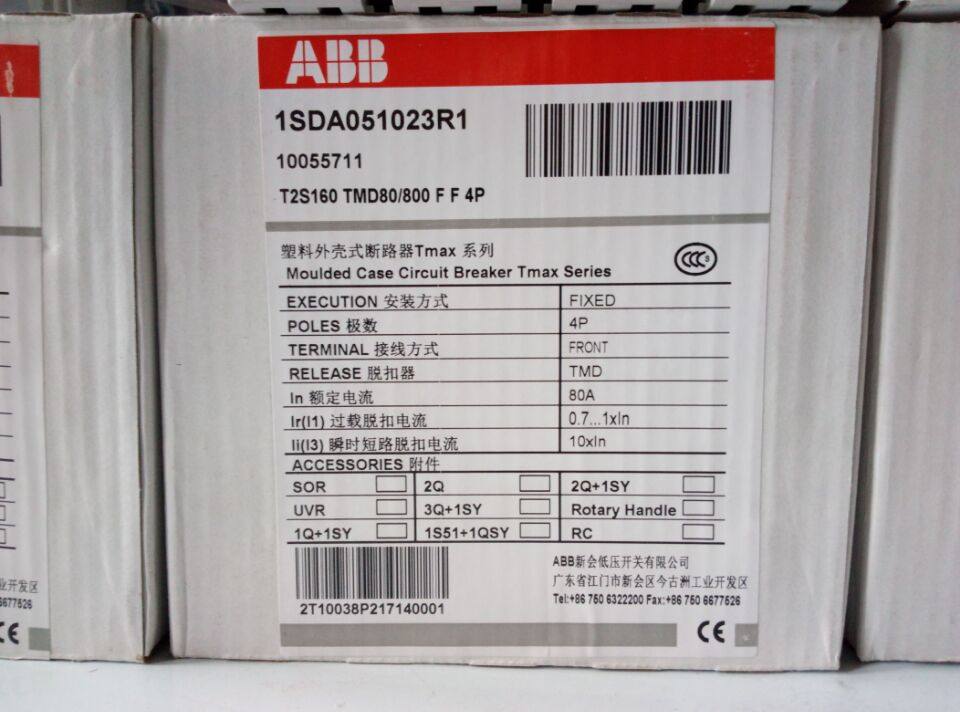 ABB
1SDA051023R1
10055711
T2S160 TMD80/800 F F 4P
塑料外壳式断路器Tmax 系列
Moulded Case Circuit Breaker Tmax Series
CCC S
EXECUTION 安装方式 FIXED
POLES 极数 4P
TERMINAL 接线方式 FRONT
RELEASE 脱扣器 TMD
In 额定电流 80A
Ir(I1) 过载脱扣电流 0.7...1xIn
Ii(I3) 瞬时短路脱扣电流 10xIn
ACCESSORIES 附件
SOR 2Q 2Q+1SY
UVR 3Q+1SY Rotary Handle
1Q+1SY 1S51+1QSY RC
2T10038P217140001
ABB新会低压开关有限公司
广东省江门市新会区今古洲工业开发区
Tel:+86 750 6322200 Fax:+86 750 6677526
CE
业开发区
6677526
CE